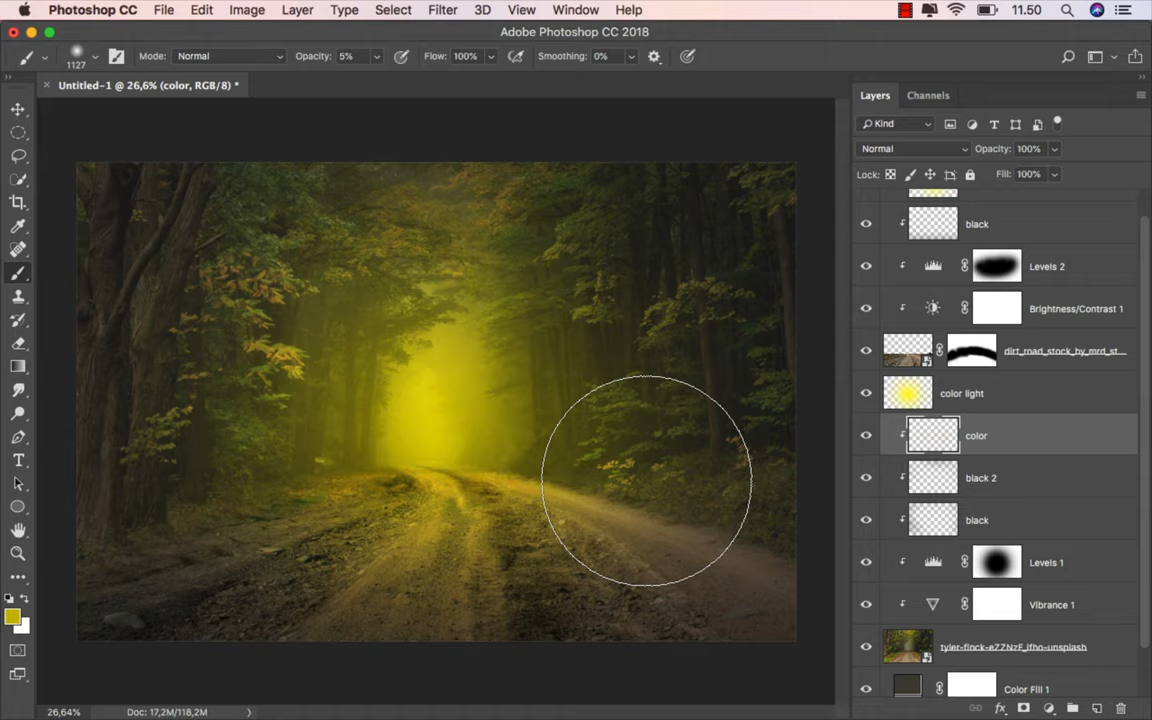 Photoshop CC File Edit Image Layer Type Select Filter 3D View Window Help 11.50
Adobe Photoshop CC 2018
1127 Mode: Normal Opacity: 5% Flow: 100% Smoothing: 0%
Untitled-1 @ 26,6% (color, RGB/8) *
Layers Channels
Kind
Normal Opacity: 100%
Lock: Fill: 100%
black
Levels 2
Brightness/Contrast 1
dirt_road_stock_by_mrd_st...
color light
color
black 2
black
Levels 1
Vibrance 1
tyler-finck-eZZNzF_lfho-unsplash
Color Fill 1
26,64% Doc: 17,2M/118,2M